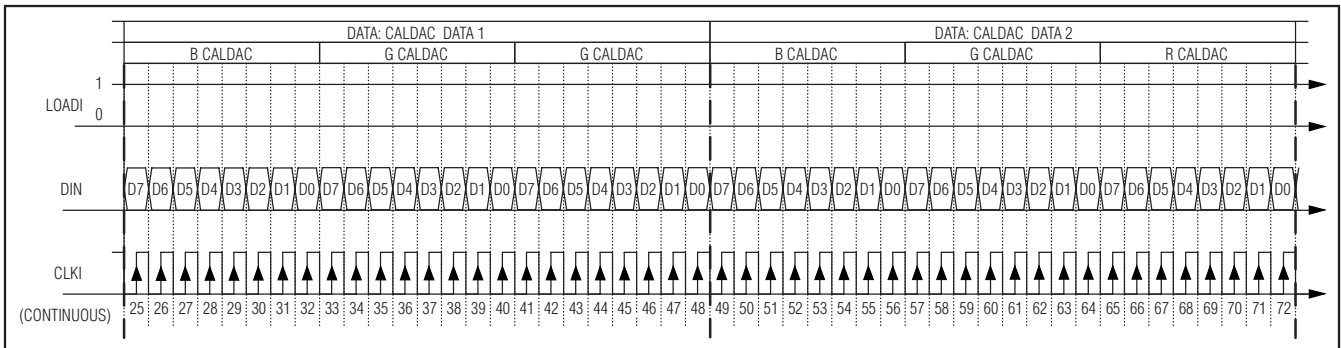 DATA: CALDAC DATA 1 DATA: CALDAC DATA 2
B CALDAC G CALDAC G CALDAC B CALDAC G CALDAC R CALDAC
1
LOADI
0
DIN D7 D6 D5 D4 D3 D2 D1 D0 D7 D6 D5 D4 D3 D2 D1 D0 D7 D6 D5 D4 D3 D2 D1 D0 D7 D6 D5 D4 D3 D2 D1 D0 D7 D6 D5 D4 D3 D2 D1 D0 D7 D6 D5 D4 D3 D2 D1 D0
CLKI
(CONTINUOUS) 25 26 27 28 29 30 31 32 33 34 35 36 37 38 39 40 41 42 43 44 45 46 47 48 49 50 51 52 53 54 55 56 57 58 59 60 61 62 63 64 65 66 67 68 69 70 71 72